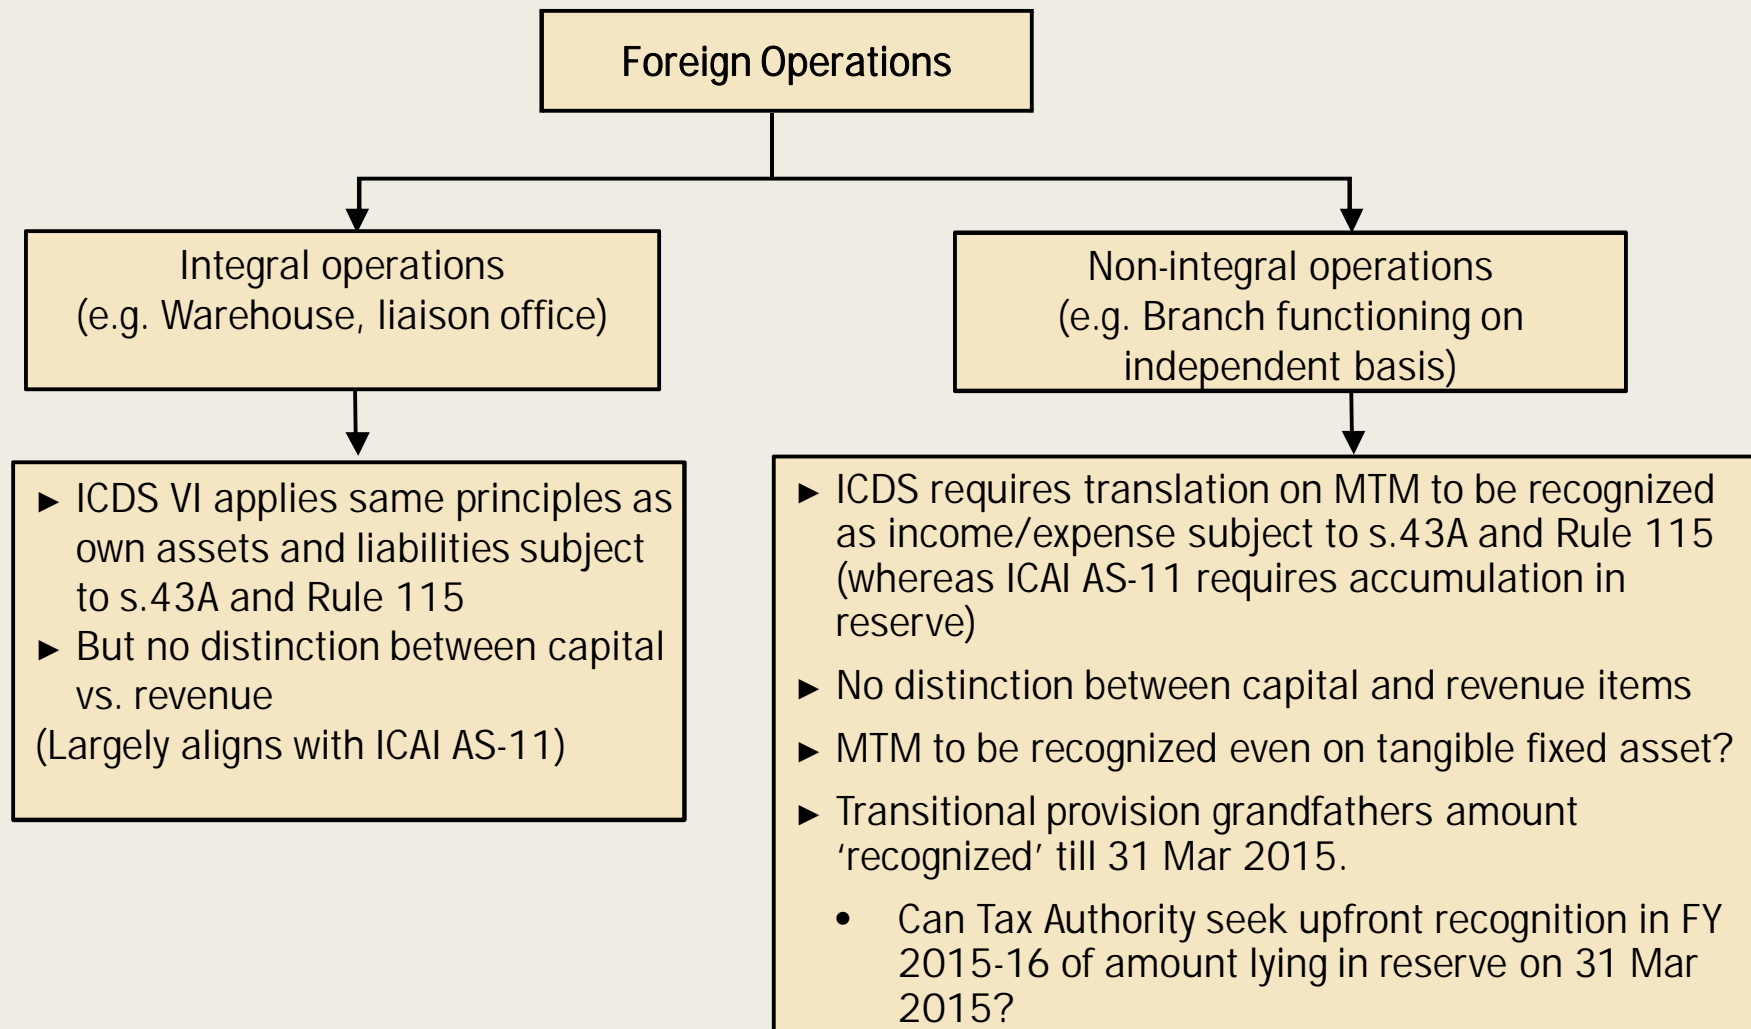 Foreign Operations
Integral operations
(e.g. Warehouse, liaison office)
Non-integral operations
(e.g. Branch functioning on
independent basis)
► ICDS VI applies same principles as
own assets and liabilities subject
to s.43A and Rule 115
► But no distinction between capital
vs. revenue
(Largely aligns with ICAI AS-11)
► ICDS requires translation on MTM to be recognized
as income/expense subject to s.43A and Rule 115
(whereas ICAI AS-11 requires accumulation in
reserve)
► No distinction between capital and revenue items
► MTM to be recognized even on tangible fixed asset?
► Transitional provision grandfathers amount
‘recognized’ till 31 Mar 2015.
• Can Tax Authority seek upfront recognition in FY
2015-16 of amount lying in reserve on 31 Mar
2015?